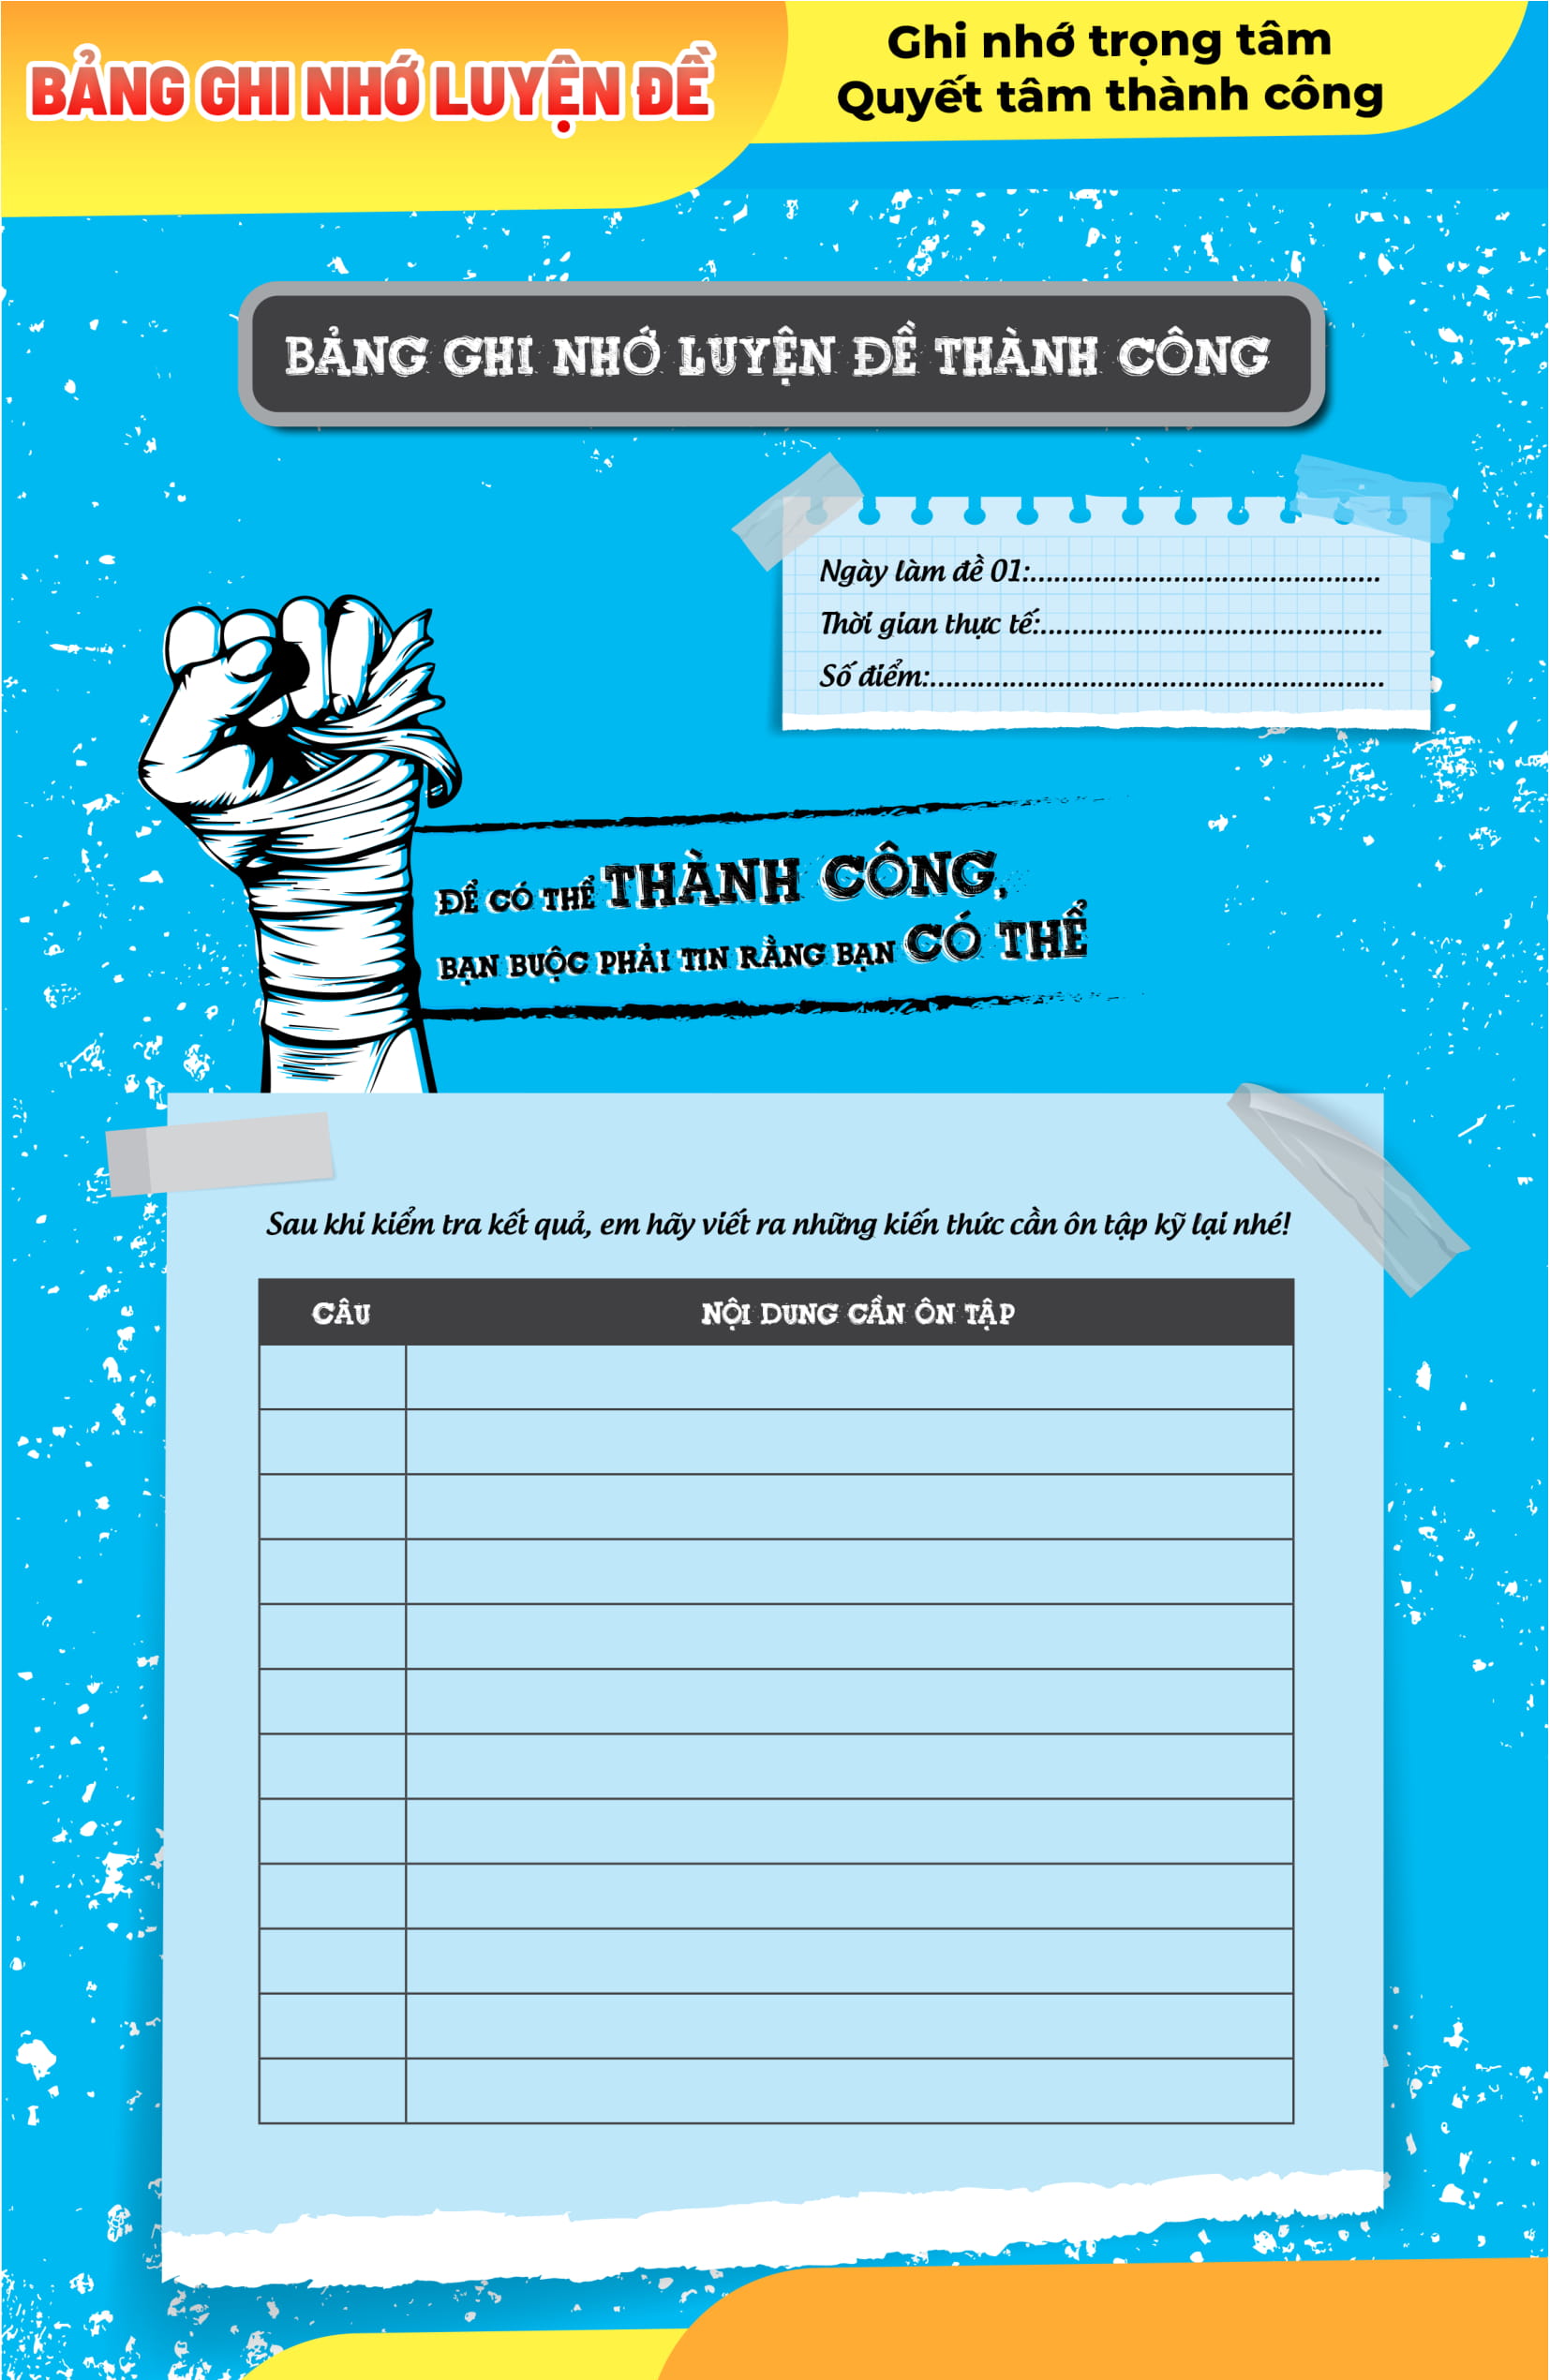 BẢNG GHI NHỚ LUYỆN ĐỀ
Ghi nhớ trọng tâm
Quyết tâm thành công
BẢNG GHI NHỚ LUYỆN ĐỀ THÀNH CÔNG
Ngày làm đề 01:............................................
Thời gian thực tế:...........................................
Số điểm:.........................................................
ĐỂ CÓ THỂ THÀNH CÔNG,
BẠN BUỘC PHẢI TIN RẰNG BẠN CÓ THỂ
Sau khi kiểm tra kết quả, em hãy viết ra những kiến thức cần ôn tập kỹ lại nhé!
CÂU NỘI DUNG CẦN ÔN TẬP